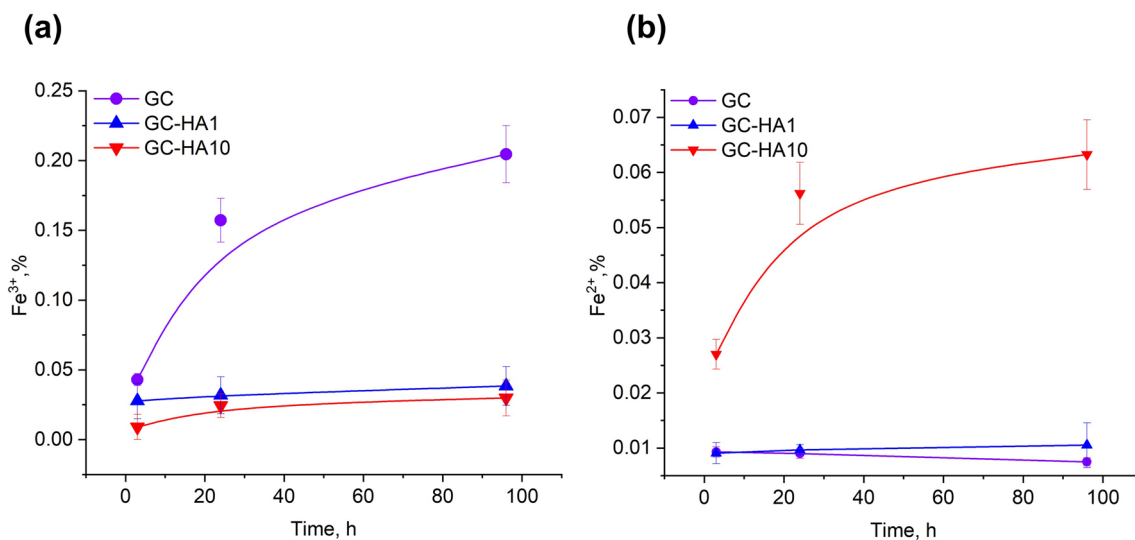 (a)
0.25
0.20
0.15
0.10
0.05
0.00
Fe³⁺,%
GC
GC-HA1
GC-HA10
0 20 40 60 80 100
Time, h
(b)
0.07
0.06
0.05
0.04
0.03
0.02
0.01
Fe²⁺,%
GC
GC-HA1
GC-HA10
0 20 40 60 80 100
Time, h